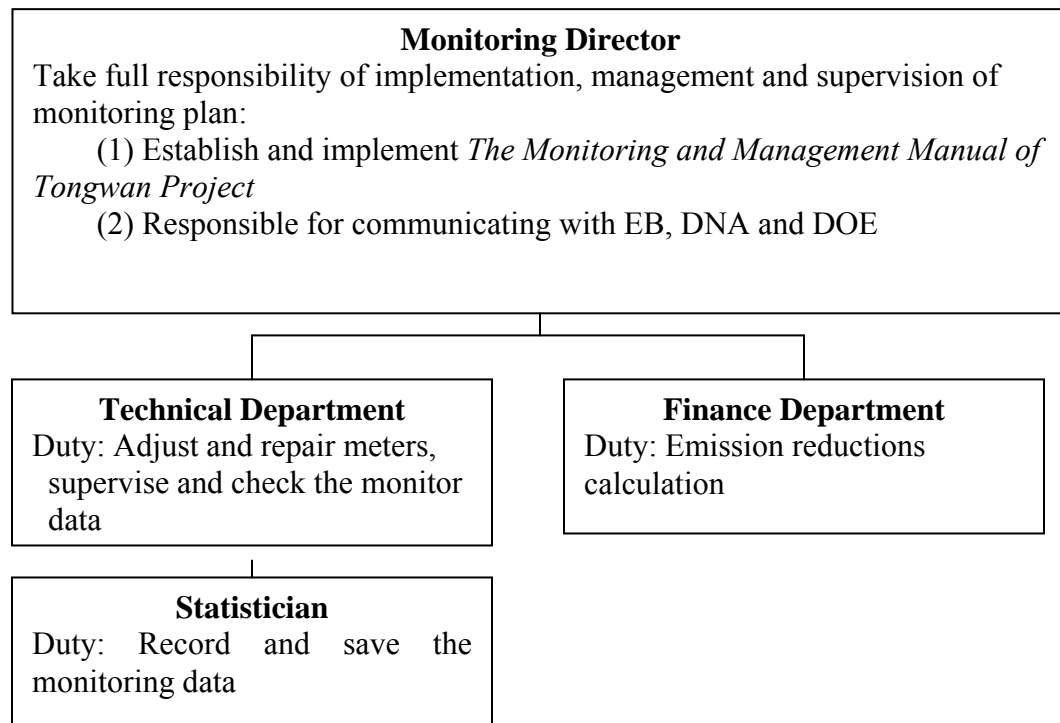 Monitoring Director
Take full responsibility of implementation, management and supervision of
monitoring plan:
(1) Establish and implement The Monitoring and Management Manual of
Tongwan Project
(2) Responsible for communicating with EB, DNA and DOE
Technical Department
Duty: Adjust and repair meters,
supervise and check the monitor
data
Finance Department
Duty: Emission reductions
calculation
Statistician
Duty: Record and save the
monitoring data